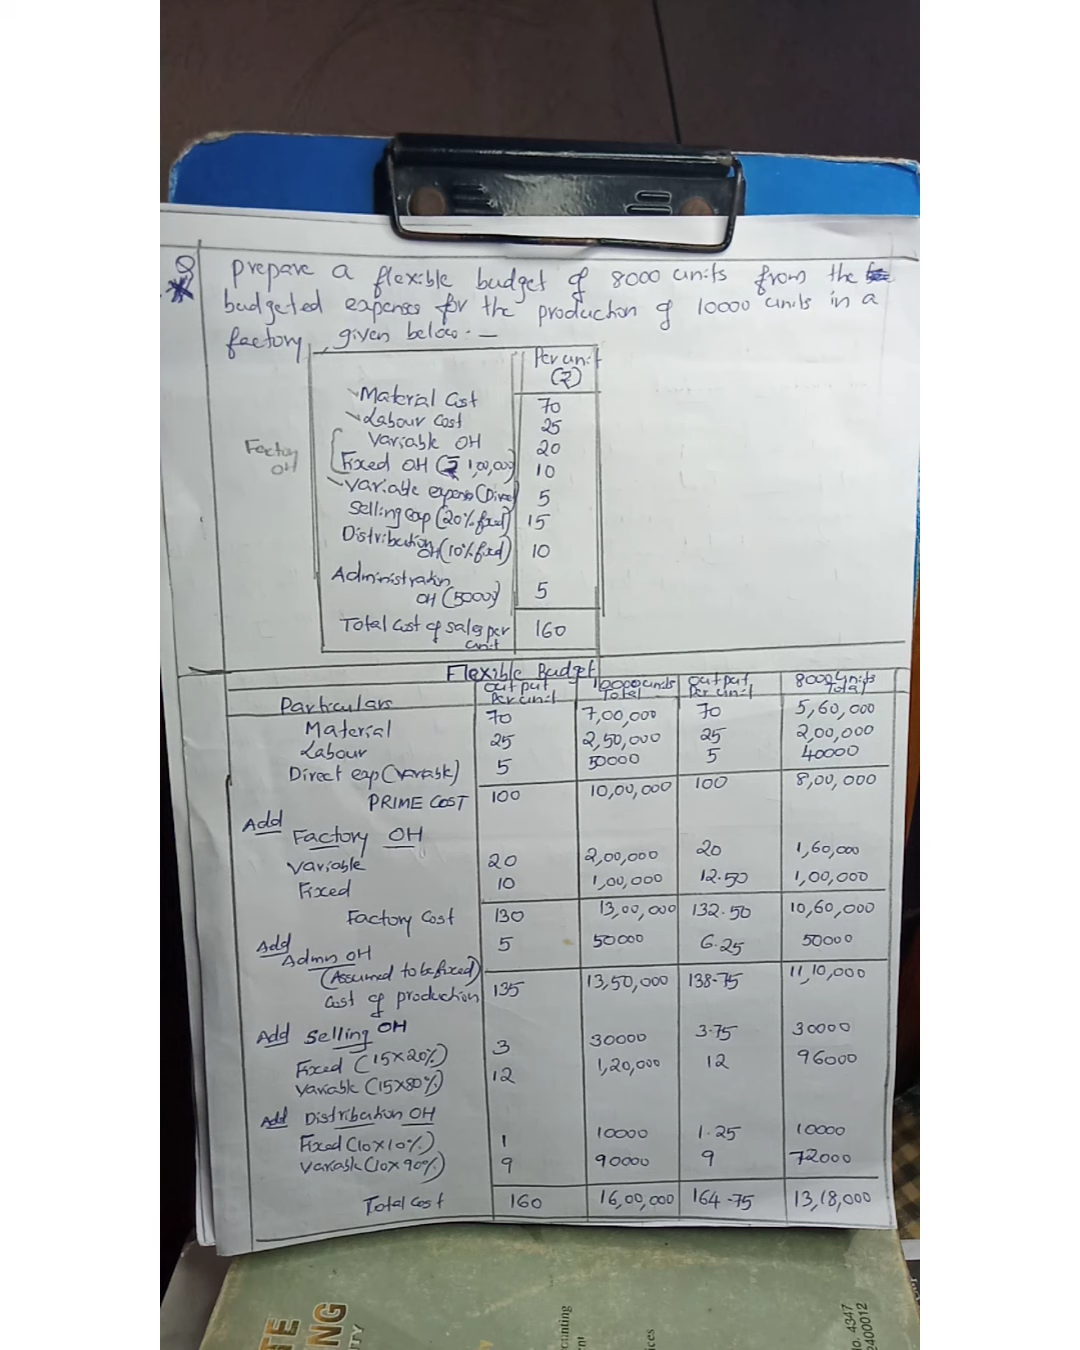 Q prepare a flexible budget of 8000 units from the
budgeted expenses for the production of 10000 units in a
factory, given below:—
Per unit
(₹)
Material Cost 70
Labour Cost 25
Factory OH
Variable OH 20
Fixed OH (₹ 1,00,000) 10
Variable expenses (Direct) 5
Selling exp (20% fixed) 15
Distribution OH (10% fixed) 10
Administration
OH (50000) 5
Total Cost of sales per unit 160
Flexible Budget
Particulars Output Per unit 10000 units Total Output Per unit 8000 Units Total
Material 70 7,00,000 70 5,60,000
Labour 25 2,50,000 25 2,00,000
Direct exp (Variable) 5 50000 5 40000
PRIME COST 100 10,00,000 100 8,00,000
Add
Factory OH
Variable 20 2,00,000 20 1,60,000
Fixed 10 1,00,000 12.50 1,00,000
Factory Cost 130 13,00,000 132.50 10,60,000
Add
Admn OH 5 50000 6.25 50000
(Assumed to be fixed)
Cost of production 135 13,50,000 138.75 11,10,000
Add Selling OH
Fixed (15×20%) 3 30000 3.75 30000
Variable (15×80%) 12 1,20,000 12 96000
Add Distribution OH
Fixed (10×10%) 1 10000 1.25 10000
Variable (10×90%) 9 90000 9 72000
Total Cost 160 16,00,000 164.75 13,18,000
TE
NG
TY
unting
nt
ices
No. 4347
2400012